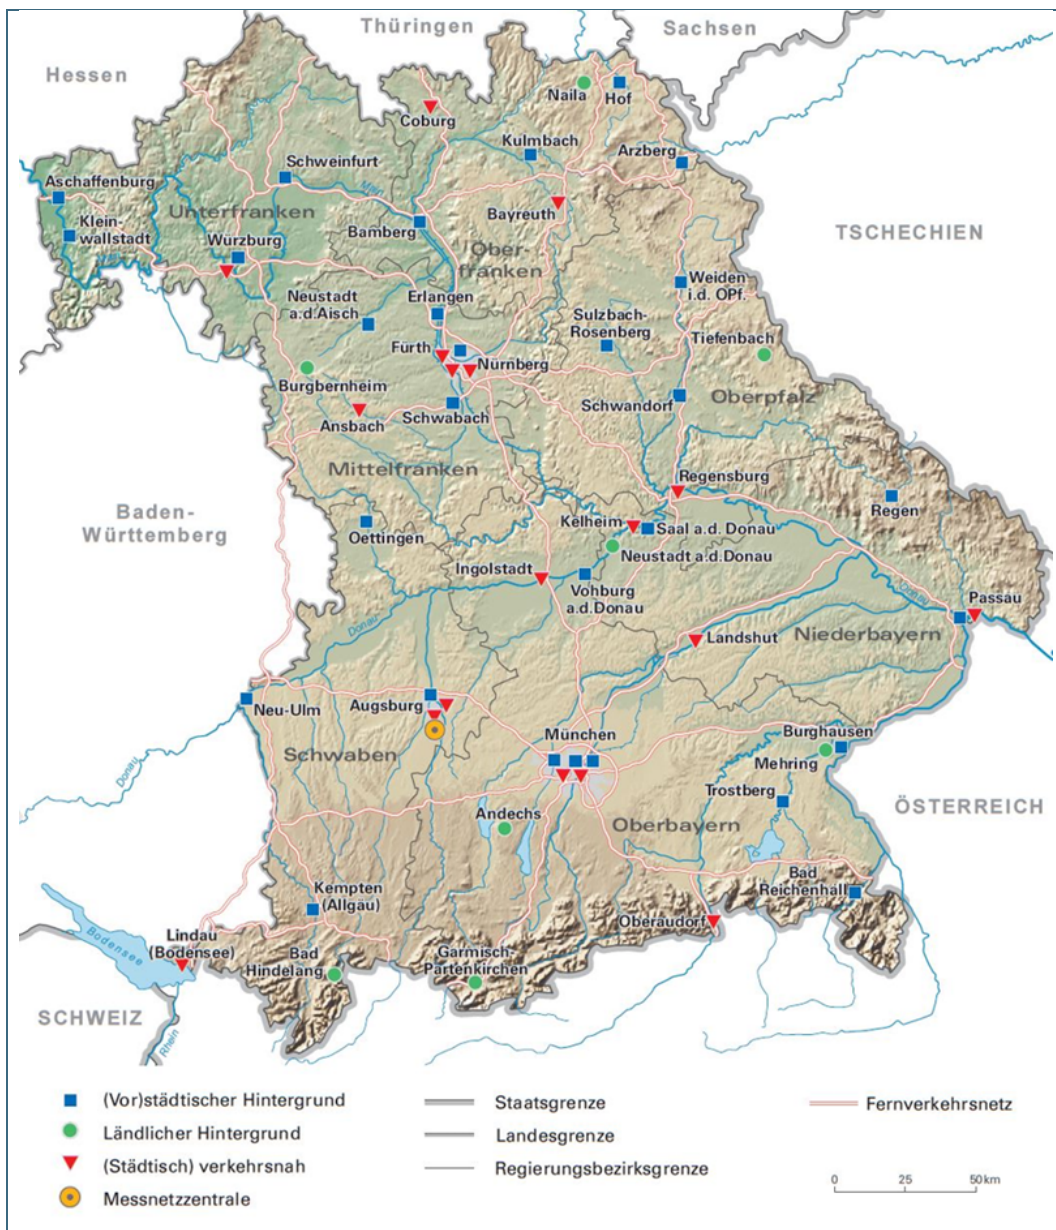 Thüringen
Sachsen
Hessen
Naila
Hof
Coburg
Kulmbach
Arzberg
Schweinfurt
Aschaffenburg
Main
Unterfranken
Bayreuth
Klein-
wallstadt
Bamberg
Würzburg
Ober-
franken
TSCHECHIEN
Weiden
i.d. OPf.
Neustadt
a.d.Aisch
Erlangen
Sulzbach-
Rosenberg
Tiefenbach
Fürth
Nürnberg
Burgbernheim
Oberpfalz
Schwandorf
Ansbach
Schwabach
Mittelfranken
Regensburg
Regen
Baden-
Württemberg
Kelheim
Saal a.d. Donau
Oettingen
Neustadt a.d.Donau
Ingolstadt
Vohburg
a.d.Donau
Donau
Passau
Donau
Landshut
Niederbayern
Neu-Ulm
Augsburg
München
Burghausen
Schwaben
Mehring
Donau
Trostberg
Andechs
Oberbayern
ÖSTERREICH
Kempten
(Allgäu)
Bad
Reichenhall
Oberaudorf
Bodensee
Lindau
(Bodensee)
Bad
Hindelang
Garmisch-
Partenkirchen
SCHWEIZ
Rhein
(Vor)städtischer Hintergrund
Ländlicher Hintergrund
(Städtisch) verkehrsnah
Messnetzzentrale
Staatsgrenze
Landesgrenze
Regierungsbezirksgrenze
Fernverkehrsnetz
0 25 50 km